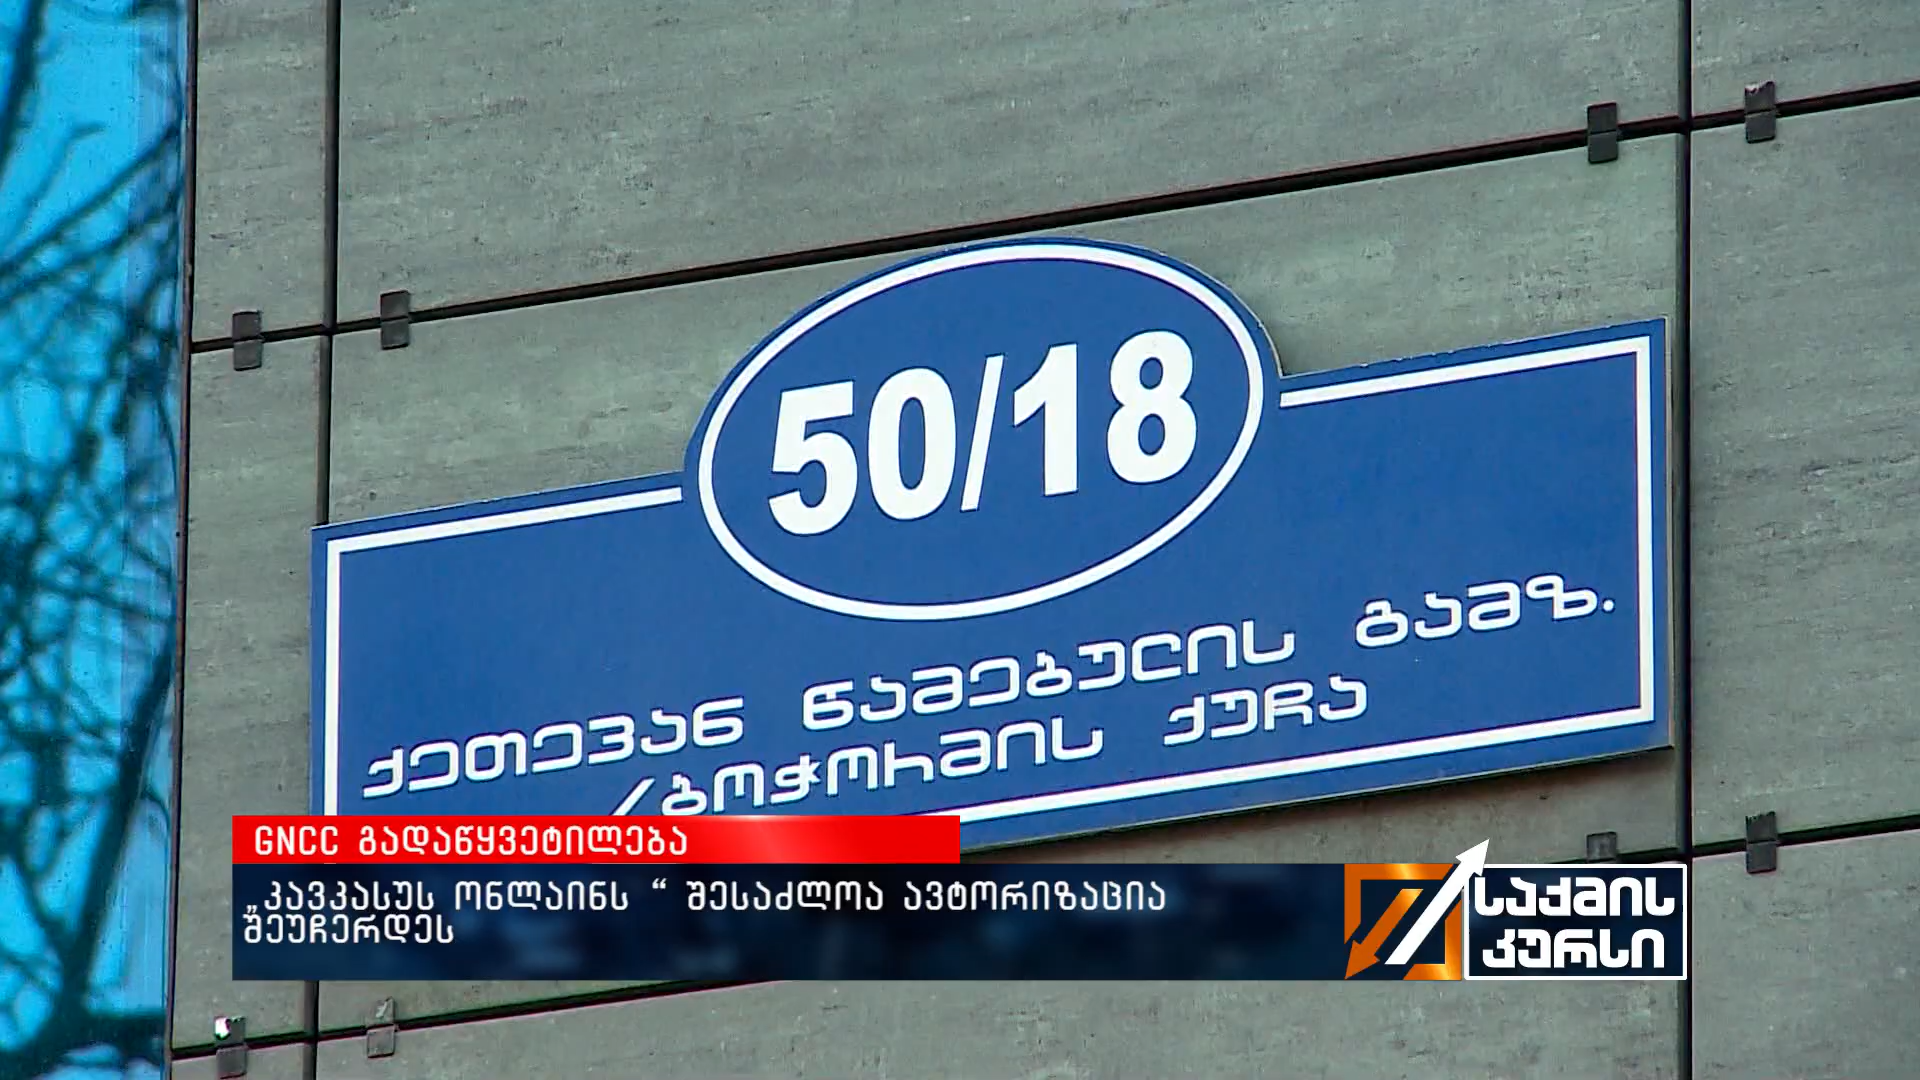 50/18
ქეთევან წამებულის გამზ.
/ბოჭორმის ქუჩა
GNCC გადაწყვეტილება
„კავკასუს ონლაინს “ შესაძლოა ავტორიზაცია
შეუჩერდეს
საქმის
კურსი